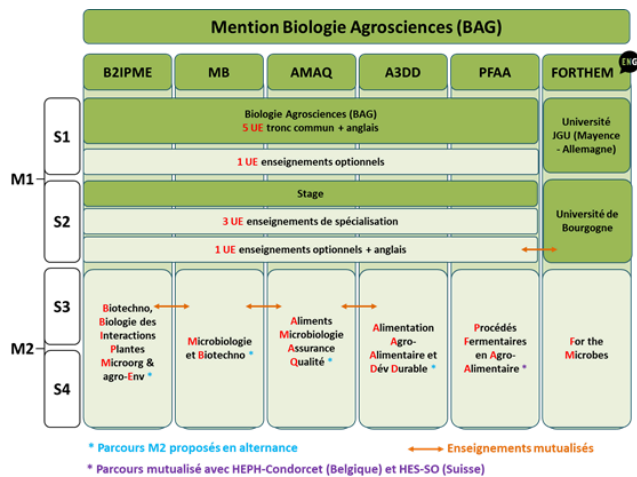 Mention Biologie Agrosciences (BAG)
B2IPME
MB
AMAQ
A3DD
PFAA
FORTHEM
ENG
M1
S1
Biologie Agrosciences (BAG)
5 UE tronc commun + anglais
1 UE enseignements optionnels
Université
JGU (Mayence
- Allemagne)
S2
Stage
3 UE enseignements de spécialisation
1 UE enseignements optionnels + anglais
Université de
Bourgogne
M2
S3
S4
Biotechno,
Biologie des
Interactions
Plantes
Microorg &
agro-Env *
Microbiologie
et Biotechno *
Aliments
Microbiologie
Assurance
Qualité *
Alimentation
Agro-
Alimentaire et
Dév Durable *
Procédés
Fermentaires
en Agro-
Alimentaire *
For the
Microbes
* Parcours M2 proposés en alternance
Enseignements mutualisés
* Parcours mutualisé avec HEPH-Condorcet (Belgique) et HES-SO (Suisse)